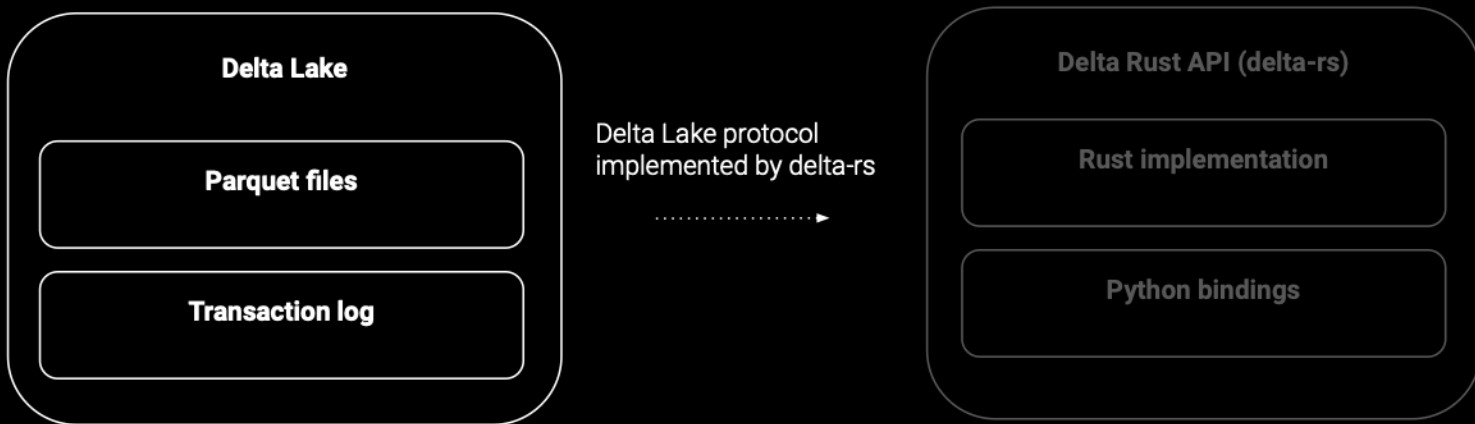 Delta Lake
Parquet files
Transaction log
Delta Lake protocol
implemented by delta-rs
Delta Rust API (delta-rs)
Rust implementation
Python bindings